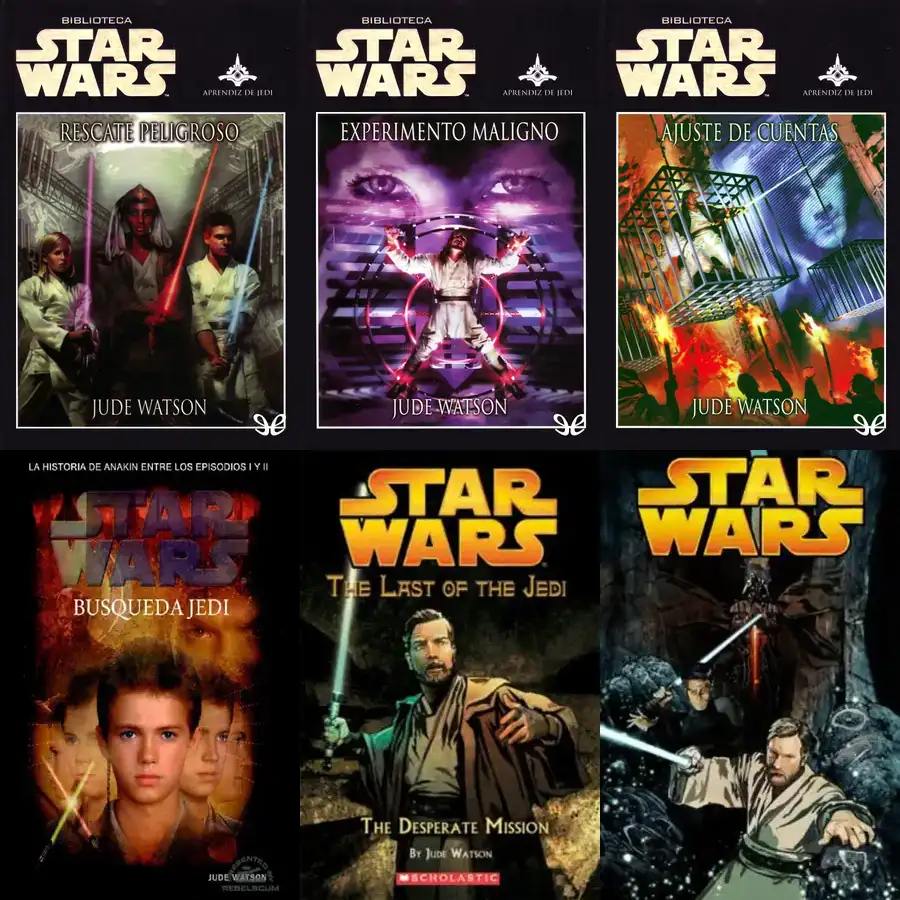 BIBLIOTECA
STAR
WARS
APRENDIZ DE JEDI
RESCATE PELIGROSO
JUDE WATSON
BIBLIOTECA
STAR
WARS
APRENDIZ DE JEDI
EXPERIMENTO MALIGNO
JUDE WATSON
BIBLIOTECA
STAR
WARS
APRENDIZ DE JEDI
AJUSTE DE CUENTAS
JUDE WATSON
LA HISTORIA DE ANAKIN ENTRE LOS EPISODIOS I Y II
STAR
WARS
BUSQUEDA JEDI
PRESENTED BY
REBELSCUM
JUDE WATSON
STAR
WARS
THE LAST OF THE JEDI
THE DESPERATE MISSION
BY JUDE WATSON
SCHOLASTIC
STAR
WARS